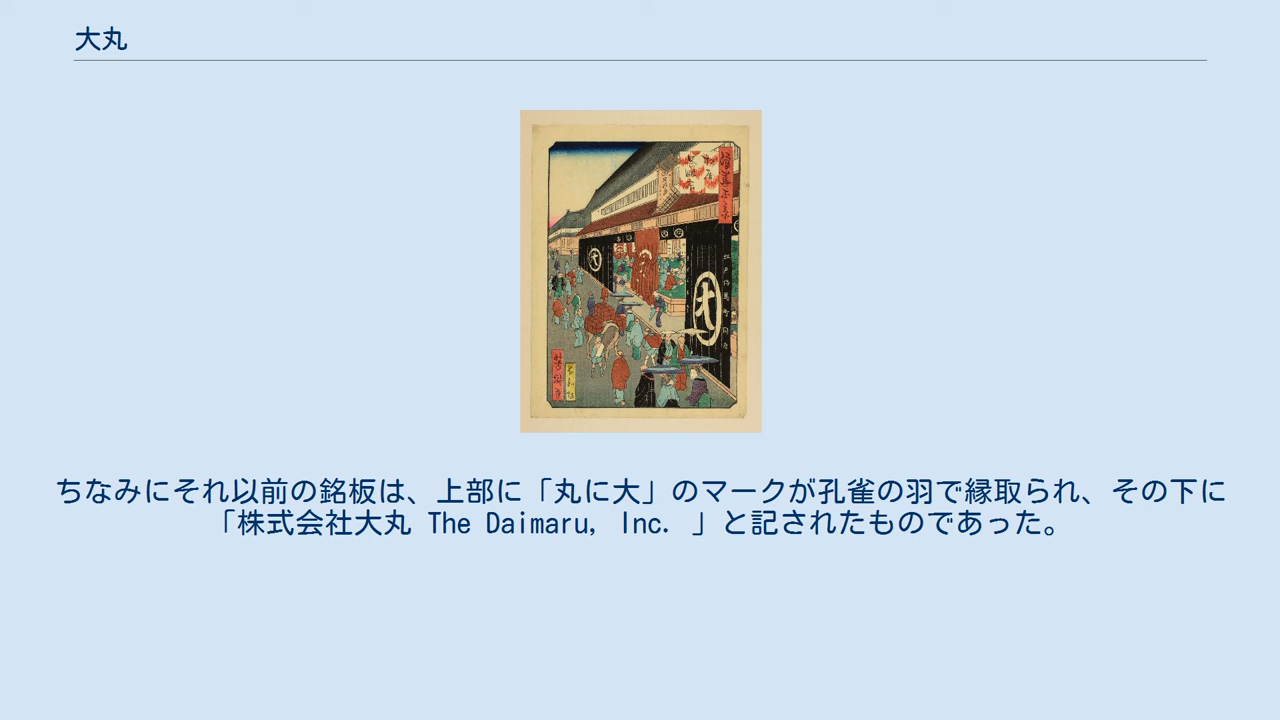 大丸
ちなみにそれ以前の銘板は、上部に「丸に大」のマークが孔雀の羽で縁取られ、その下に
「株式会社大丸 The Daimaru, Inc. 」と記されたものであった。